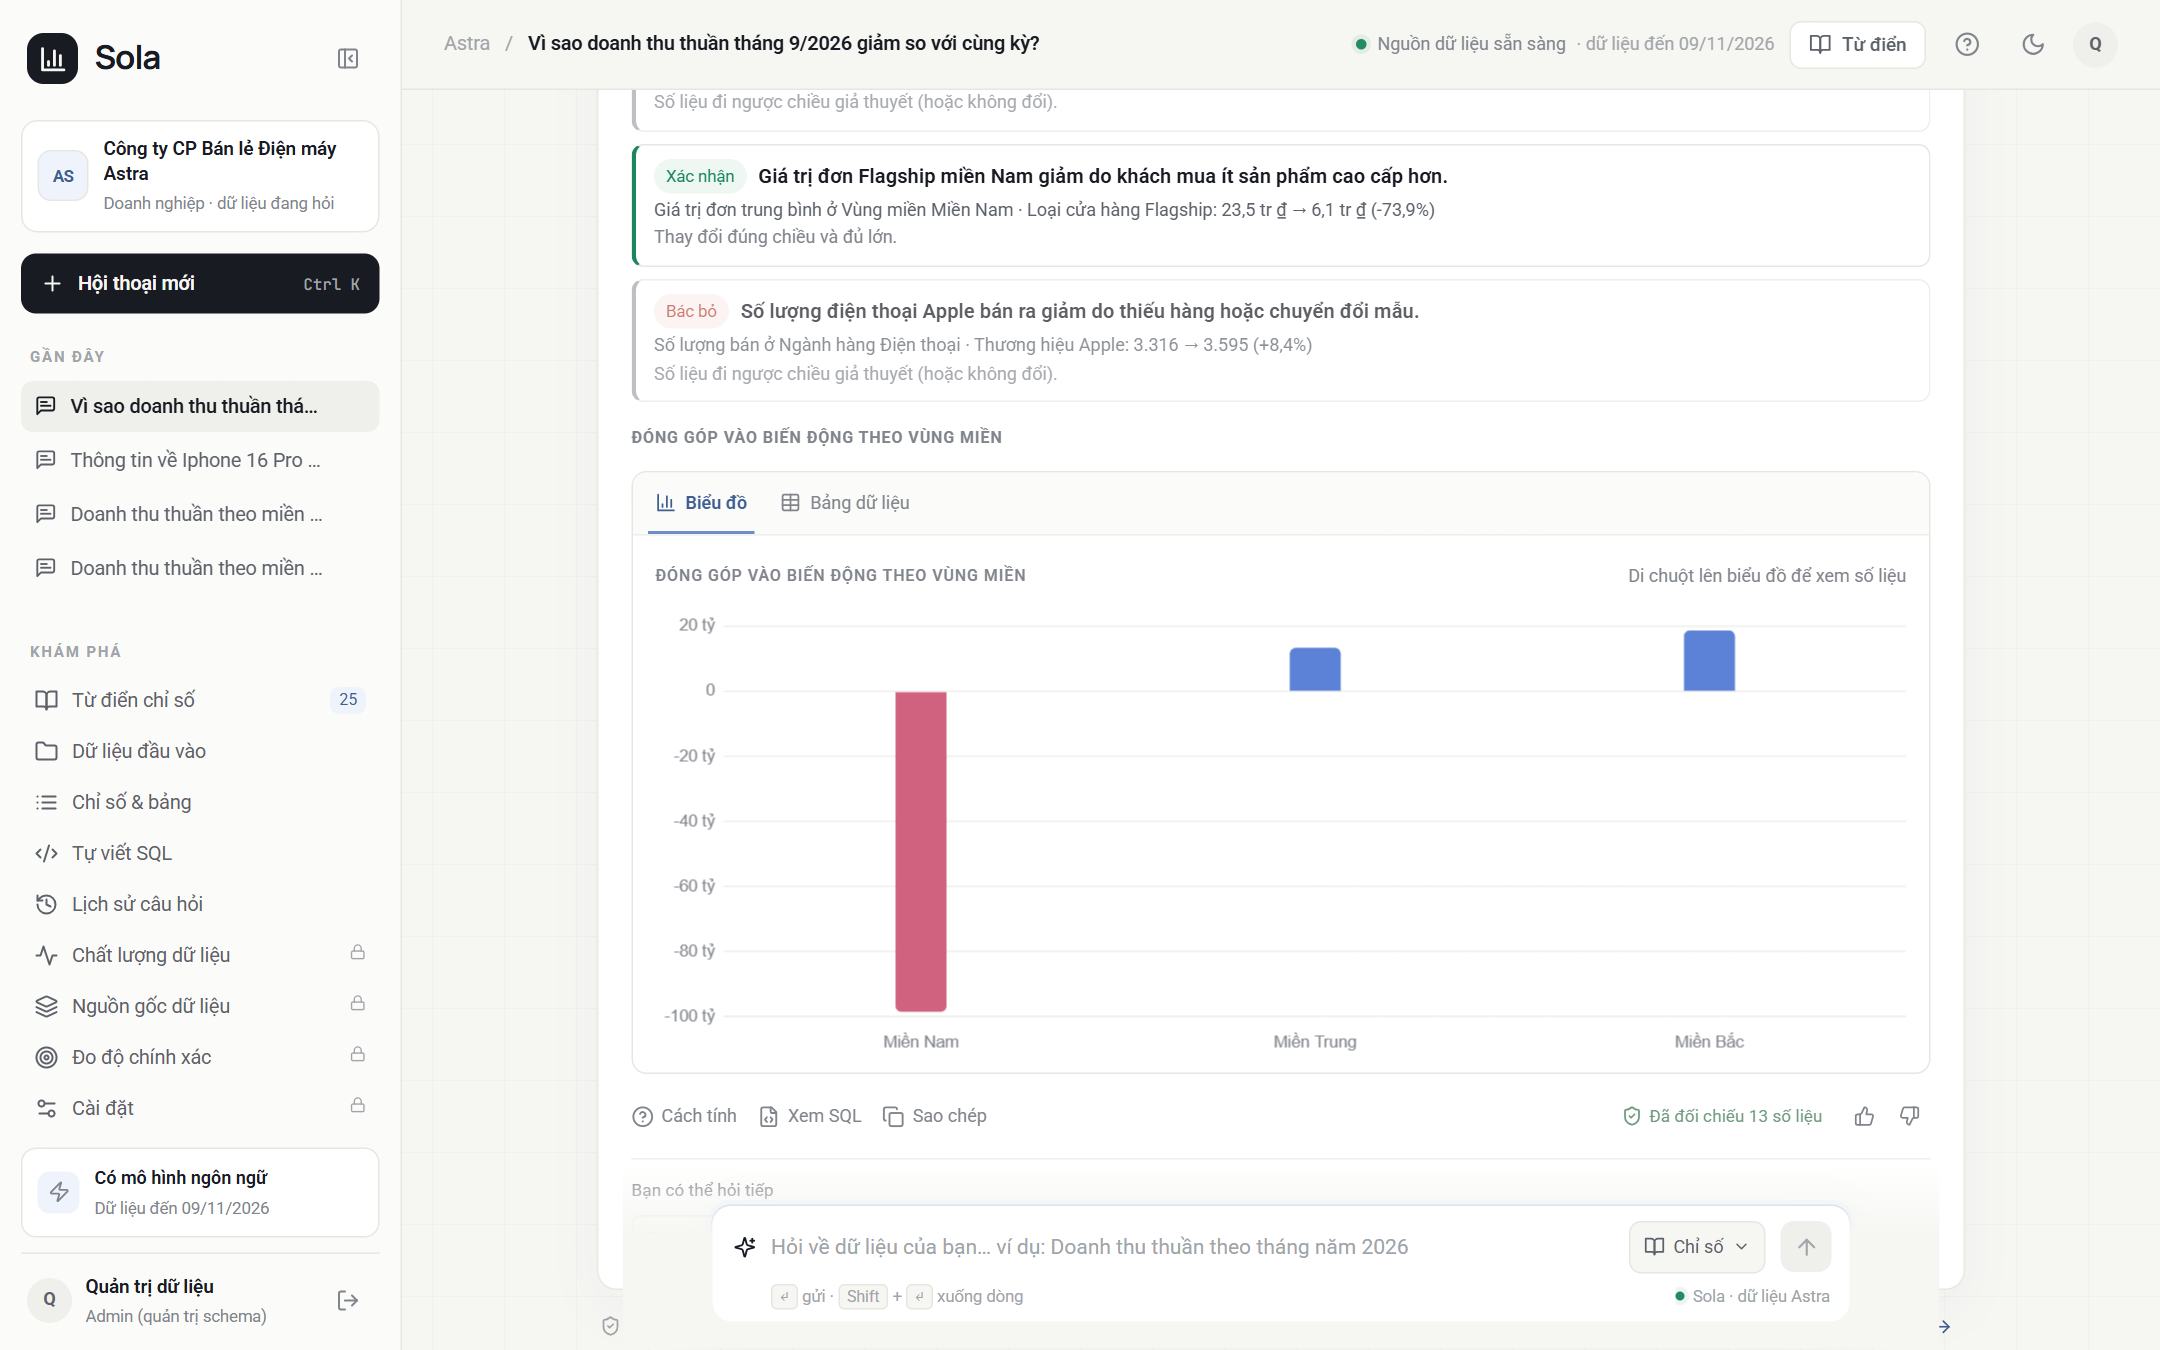 Sola
Công ty CP Bán lẻ Điện máy
Astra
AS
Doanh nghiệp · dữ liệu đang hỏi
Hội thoại mới
Ctrl K
GẦN ĐÂY
Vì sao doanh thu thuần thá...
Thông tin về Iphone 16 Pro ...
Doanh thu thuần theo miền ...
Doanh thu thuần theo miền ...
KHÁM PHÁ
Từ điển chỉ số
25
Dữ liệu đầu vào
Chỉ số & bảng
Tự viết SQL
Lịch sử câu hỏi
Chất lượng dữ liệu
Nguồn gốc dữ liệu
Đo độ chính xác
Cài đặt
Có mô hình ngôn ngữ
Dữ liệu đến 09/11/2026
Q
Quản trị dữ liệu
Admin (quản trị schema)
Astra / Vì sao doanh thu thuần tháng 9/2026 giảm so với cùng kỳ?
Nguồn dữ liệu sẵn sàng · dữ liệu đến 09/11/2026
Từ điển
Q
Số liệu đi ngược chiều giả thuyết (hoặc không đổi).
Xác nhận Giá trị đơn Flagship miền Nam giảm do khách mua ít sản phẩm cao cấp hơn.
Giá trị đơn trung bình ở Vùng miền Miền Nam · Loại cửa hàng Flagship: 23,5 tr ₫ → 6,1 tr ₫ (-73,9%)
Thay đổi đúng chiều và đủ lớn.
Bác bỏ Số lượng điện thoại Apple bán ra giảm do thiếu hàng hoặc chuyển đổi mẫu.
Số lượng bán ở Ngành hàng Điện thoại · Thương hiệu Apple: 3.316 → 3.595 (+8,4%)
Số liệu đi ngược chiều giả thuyết (hoặc không đổi).
ĐÓNG GÓP VÀO BIẾN ĐỘNG THEO VÙNG MIỀN
Biểu đồ
Bảng dữ liệu
ĐÓNG GÓP VÀO BIẾN ĐỘNG THEO VÙNG MIỀN
Di chuột lên biểu đồ để xem số liệu
20 tỷ
0
-20 tỷ
-40 tỷ
-60 tỷ
-80 tỷ
-100 tỷ
Miền Nam
Miền Trung
Miền Bắc
Cách tính
Xem SQL
Sao chép
Đã đối chiếu 13 số liệu
Bạn có thể hỏi tiếp
Hỏi về dữ liệu của bạn... ví dụ: Doanh thu thuần theo tháng năm 2026
Chỉ số
↵ gửi · Shift + ↵ xuống dòng
Sola · dữ liệu Astra